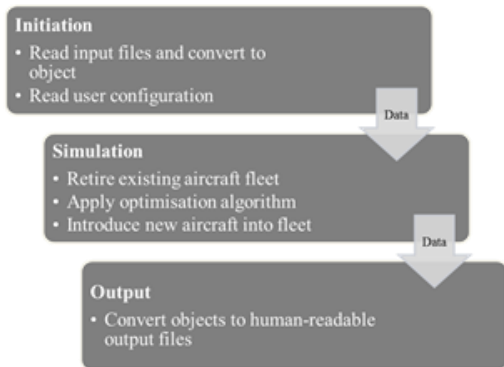 Initiation
• Read input files and convert to
object
• Read user configuration
Data
Simulation
• Retire existing aircraft fleet
• Apply optimisation algorithm
• Introduce new aircraft into fleet
Data
Output
• Convert objects to human-readable
output files